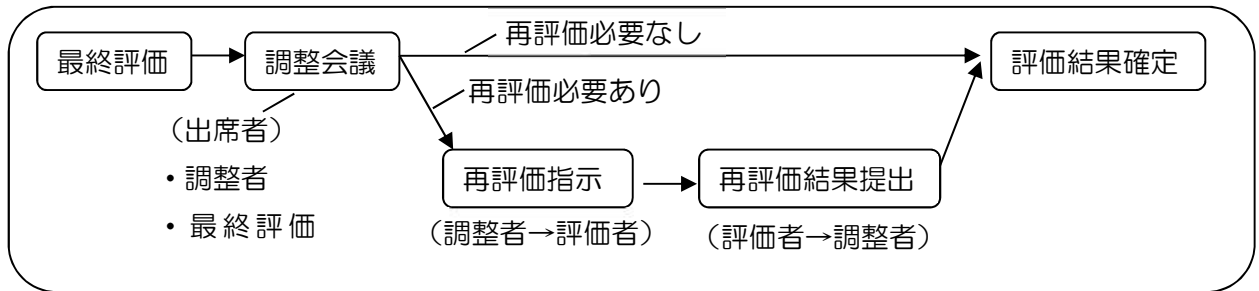 再評価必要なし
最終評価
調整会議
評価結果確定
再評価必要あり
（出席者）
・調整者
・最終評価
再評価指示
再評価結果提出
（調整者→評価者）
（評価者→調整者）